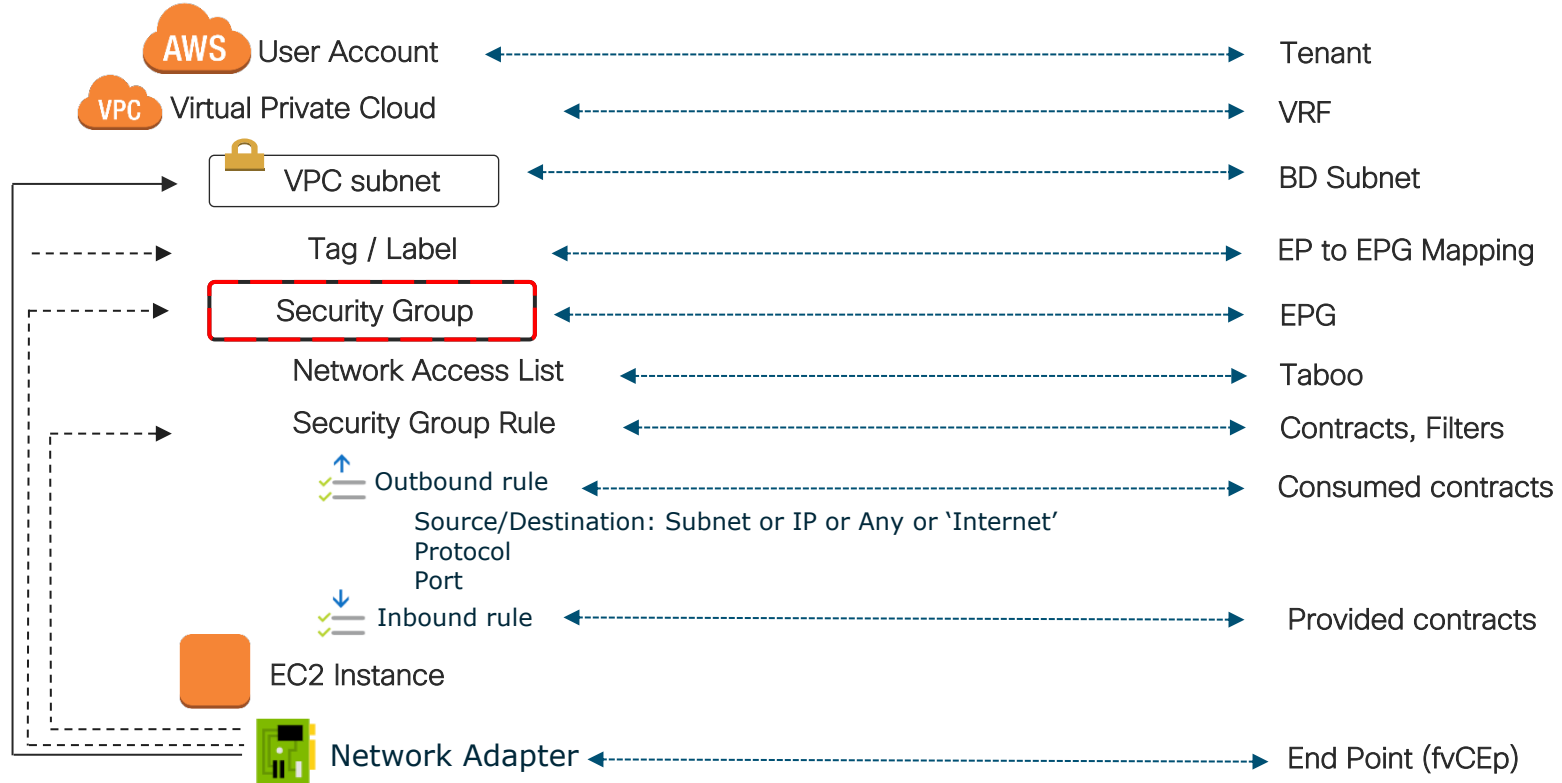 AWS User Account Tenant
VPC Virtual Private Cloud VRF
VPC subnet BD Subnet
Tag / Label EP to EPG Mapping
Security Group EPG
Network Access List Taboo
Security Group Rule Contracts, Filters
Outbound rule Consumed contracts
Source/Destination: Subnet or IP or Any or ‘Internet’
Protocol
Port
Inbound rule Provided contracts
EC2 Instance
Network Adapter End Point (fvCEp)